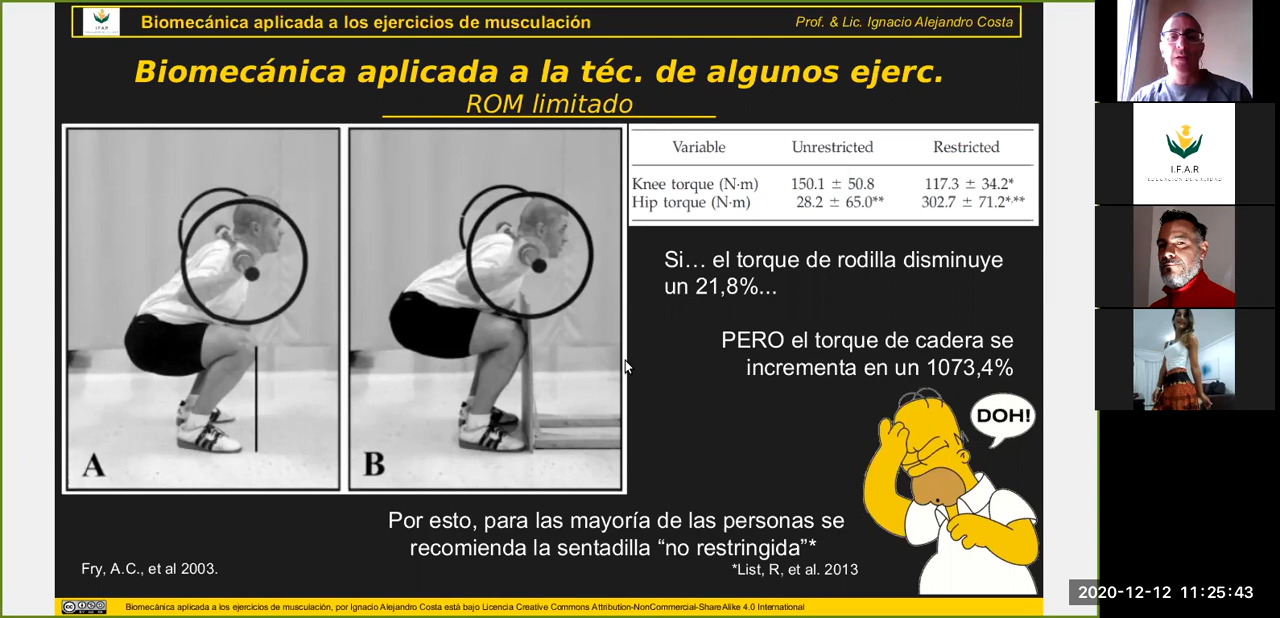 I.F.A.R
Biomecánica aplicada a los ejercicios de musculación
Prof. & Lic. Ignacio Alejandro Costa
Biomecánica aplicada a la téc. de algunos ejerc.
ROM limitado
Variable Unrestricted Restricted
Knee torque (N·m) 150.1 ± 50.8 117.3 ± 34.2*
Hip torque (N·m) 28.2 ± 65.0** 302.7 ± 71.2*,**
A
B
Si… el torque de rodilla disminuye
un 21,8%...
PERO el torque de cadera se
incrementa en un 1073,4%
DOH!
Por esto, para las mayoría de las personas se
recomienda la sentadilla “no restringida”*
*List, R, et al. 2013
Fry, A.C., et al 2003.
Biomecánica aplicada a los ejercicios de musculación, por Ignacio Alejandro Costa está bajo Licencia Creative Commons Attribution-NonCommercial-ShareAlike 4.0 International
I.F.A.R
2020-12-12 11:25:43